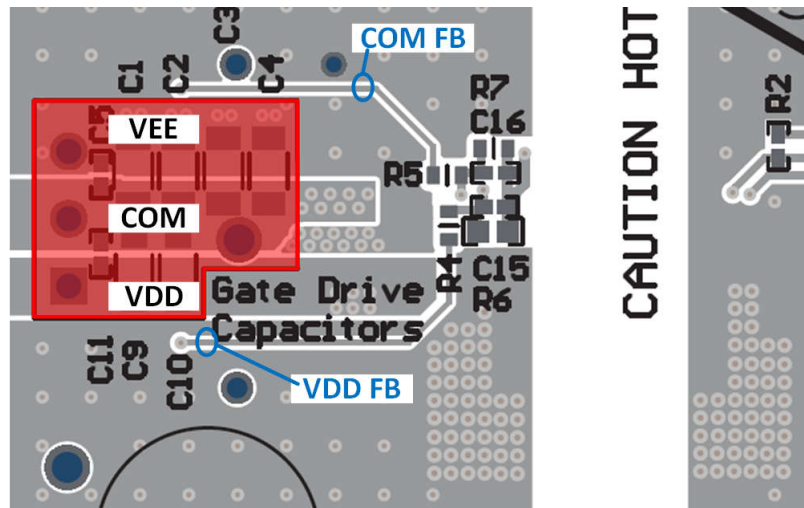 C3
COM FB
C1
C2
C4
R7
C16
C5
VEE
R5
COM
VDD
Gate Drive
Capacitors
R4
C15
R6
C11
C9
C10
VDD FB
CAUTION HOT
R2